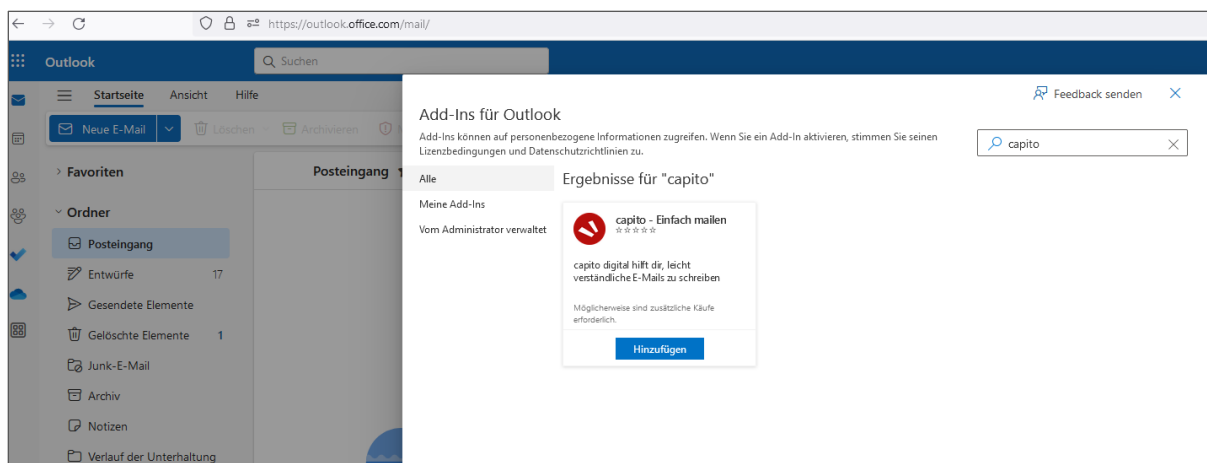 https://outlook.office.com/mail/
Outlook
Suchen
Startseite Ansicht Hilfe
Neue E-Mail
Löschen
Archivieren
Favoriten
Posteingang
Ordner
Posteingang
Entwürfe 17
Gesendete Elemente
Gelöschte Elemente 1
Junk-E-Mail
Archiv
Notizen
Verlauf der Unterhaltung
Feedback senden
Add-Ins für Outlook
Add-Ins können auf personenbezogene Informationen zugreifen. Wenn Sie ein Add-In aktivieren, stimmen Sie seinen
Lizenzbedingungen und Datenschutzrichtlinien zu.
capito
Alle
Meine Add-Ins
Vom Administrator verwaltet
Ergebnisse für "capito"
capito - Einfach mailen
capito digital hilft dir, leicht
verständliche E-Mails zu schreiben
Möglicherweise sind zusätzliche Käufe
erforderlich.
Hinzufügen